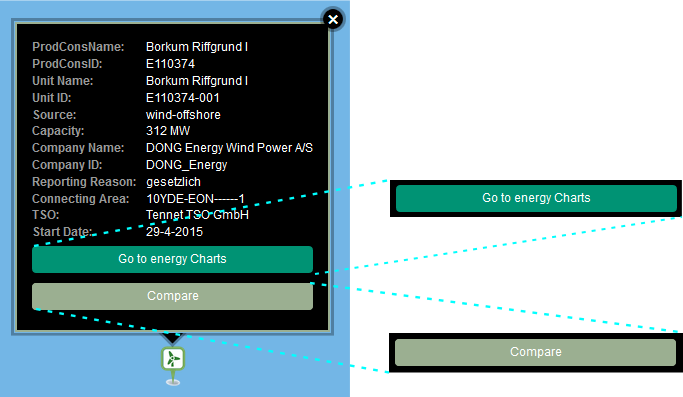 ProdConsName: Borkum Riffgrund I
ProdConsID: E110374
Unit Name: Borkum Riffgrund I
Unit ID: E110374-001
Source: wind-offshore
Capacity: 312 MW
Company Name: DONG Energy Wind Power A/S
Company ID: DONG_Energy
Reporting Reason: gesetzlich
Connecting Area: 10YDE-EON------1
TSO: Tennet TSO GmbH
Start Date: 29-4-2015
Go to energy Charts
Compare
Go to energy Charts
Compare